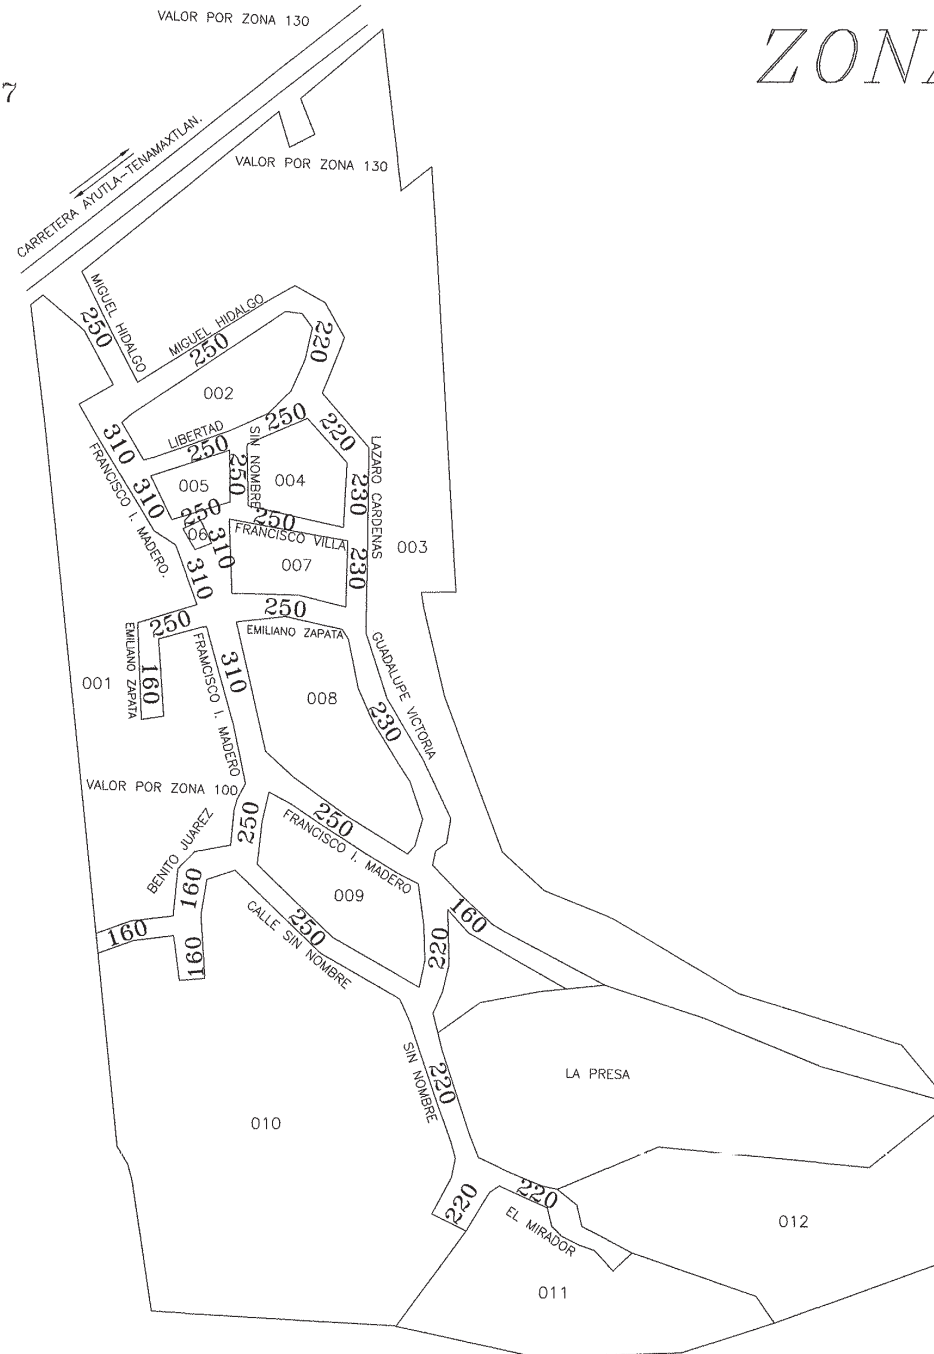 VALOR POR ZONA 130
ZONA
7
CARRETERA AYUTLA-TENAMAXTLAN.
VALOR POR ZONA 130
MIGUEL HIDALGO
250
MIGUEL HIDALGO
250
220
002
LIBERTAD
250
250
220
310
FRANCISCO I. MADERO.
310
005
SIN NOMBRE
250
004
LAZARO CARDENAS
230
250
06
310
250
FRANCISCO VILLA
003
007
230
310
250
250
EMILIANO ZAPATA
EMILIANO ZAPATA
160
001
FRAMCISCO I. MADERO
310
008
GUADALUPE VICTORIA
230
VALOR POR ZONA 100
BENITO JUAREZ
250
250
FRANCISCO I. MADERO
160
009
160
160
CALLE SIN NOMBRE
250
220
160
SIN NOMBRE
220
LA PRESA
010
220
220
EL MIRADOR
012
011